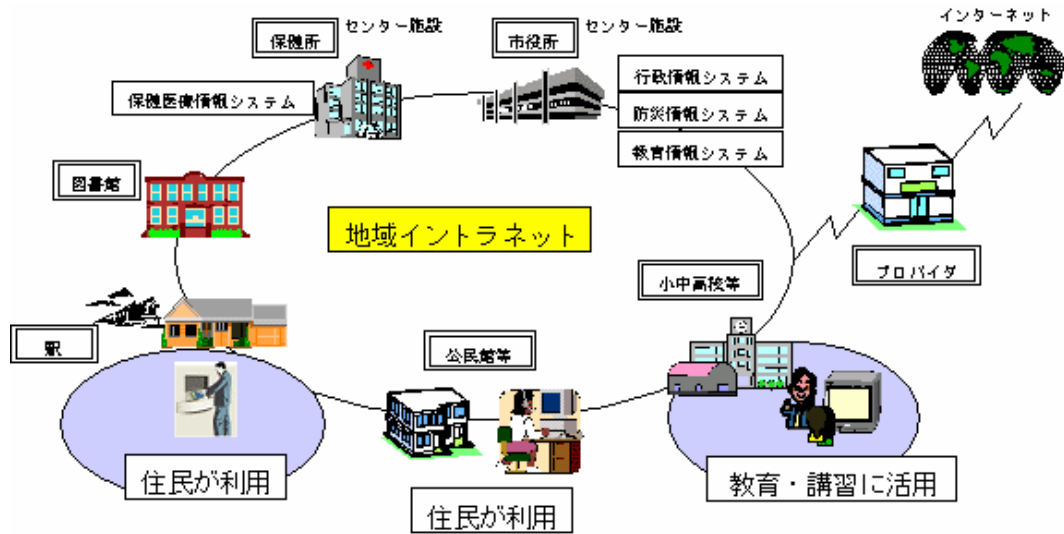 インターネット
保健所
センター施設
市役所
センター施設
保健医療情報システム
行政情報システム
防災情報システム
教育情報システム
図書館
地域イントラネット
プロバイダ
小中高校等
駅
公民館等
住民が利用
住民が利用
教育・講習に活用